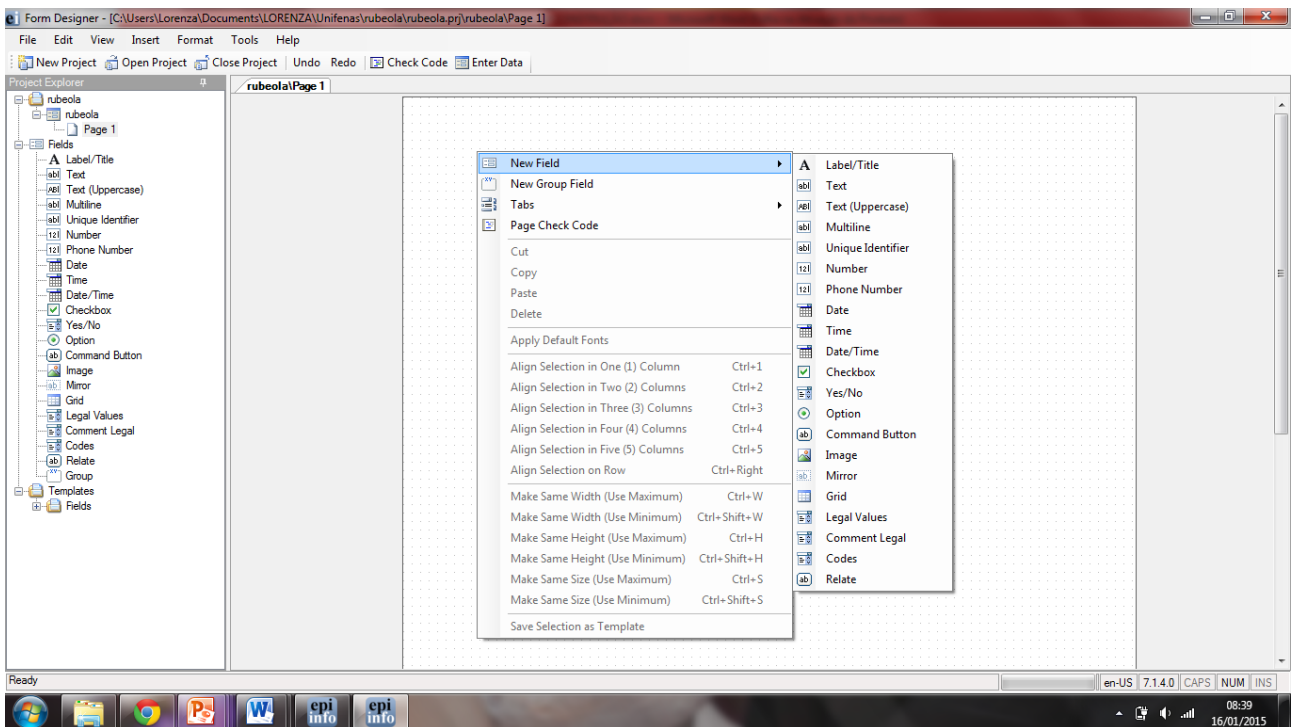 Form Designer - [C:\Users\Lorenza\Documents\LORENZA\Unifenas\rubeola\rubeola.prj\rubeola\Page 1]
File Edit View Insert Format Tools Help
New Project Open Project Close Project Undo Redo Check Code Enter Data
Project Explorer
rubeola
rubeola
Page 1
Fields
A Label/Title
Text
Text (Uppercase)
Multiline
Unique Identifier
Number
Phone Number
Date
Time
Date/Time
Checkbox
Yes/No
Option
Command Button
Image
Mirror
Grid
Legal Values
Comment Legal
Codes
Relate
Group
Templates
Fields
rubeola\Page 1
New Field
New Group Field
Tabs
Page Check Code
Cut
Copy
Paste
Delete
Apply Default Fonts
Align Selection in One (1) Column Ctrl+1
Align Selection in Two (2) Columns Ctrl+2
Align Selection in Three (3) Columns Ctrl+3
Align Selection in Four (4) Columns Ctrl+4
Align Selection in Five (5) Columns Ctrl+5
Align Selection on Row Ctrl+Right
Make Same Width (Use Maximum) Ctrl+W
Make Same Width (Use Minimum) Ctrl+Shift+W
Make Same Height (Use Maximum) Ctrl+H
Make Same Height (Use Minimum) Ctrl+Shift+H
Make Same Size (Use Maximum) Ctrl+S
Make Same Size (Use Minimum) Ctrl+Shift+S
Save Selection as Template
A Label/Title
Text
Text (Uppercase)
Multiline
Unique Identifier
Number
Phone Number
Date
Time
Date/Time
Checkbox
Yes/No
Option
Command Button
Image
Mirror
Grid
Legal Values
Comment Legal
Codes
Relate
Ready
en-US 7.1.4.0 CAPS NUM INS
epi info
epi info
08:39
16/01/2015